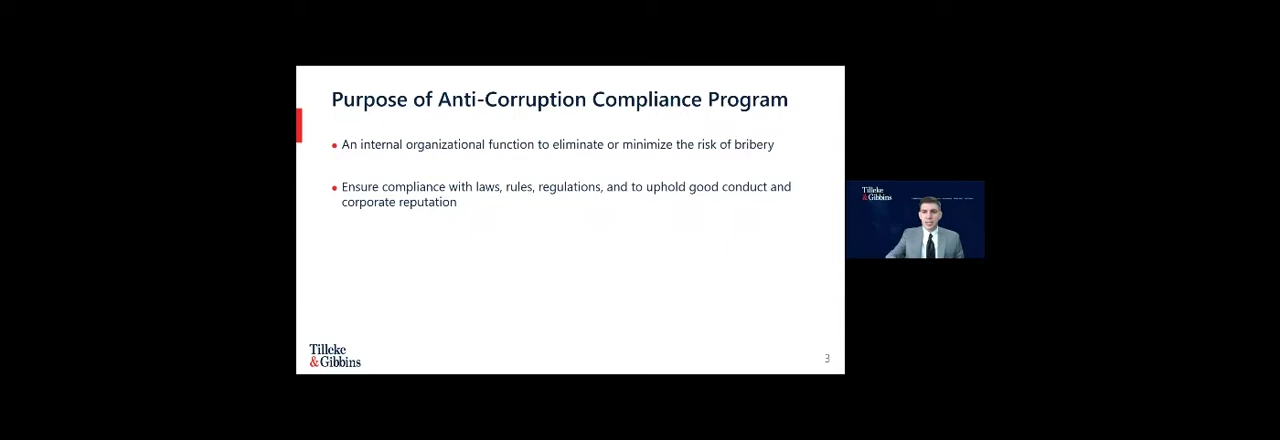 Purpose of Anti-Corruption Compliance Program
An internal organizational function to eliminate or minimize the risk of bribery
Ensure compliance with laws, rules, regulations, and to uphold good conduct and
corporate reputation
Tilleke
& Gibbins
3
Tilleke
& Gibbins